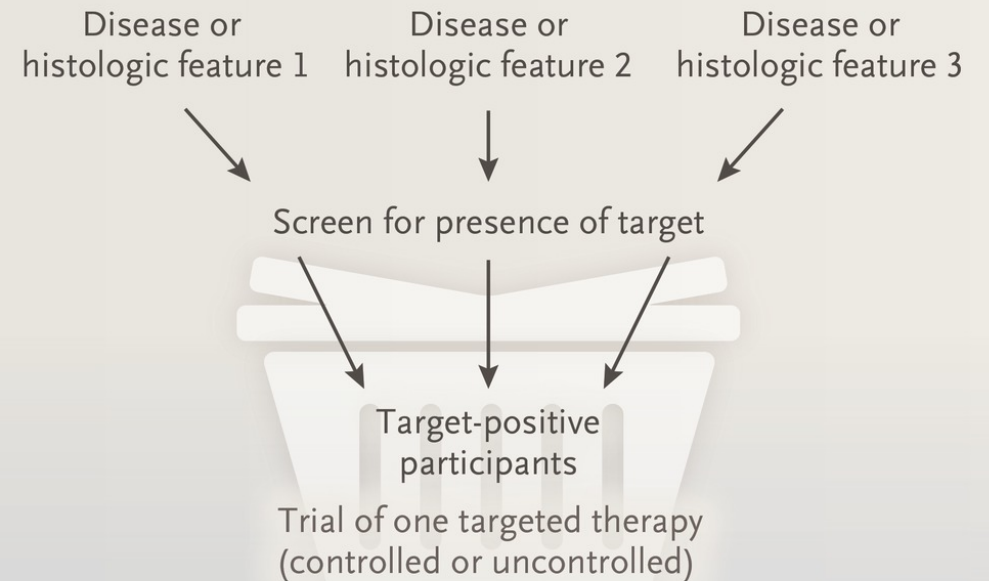 Disease or
histologic feature 1
Disease or
histologic feature 2
Disease or
histologic feature 3
Screen for presence of target
Target-positive
participants
Trial of one targeted therapy
(controlled or uncontrolled)